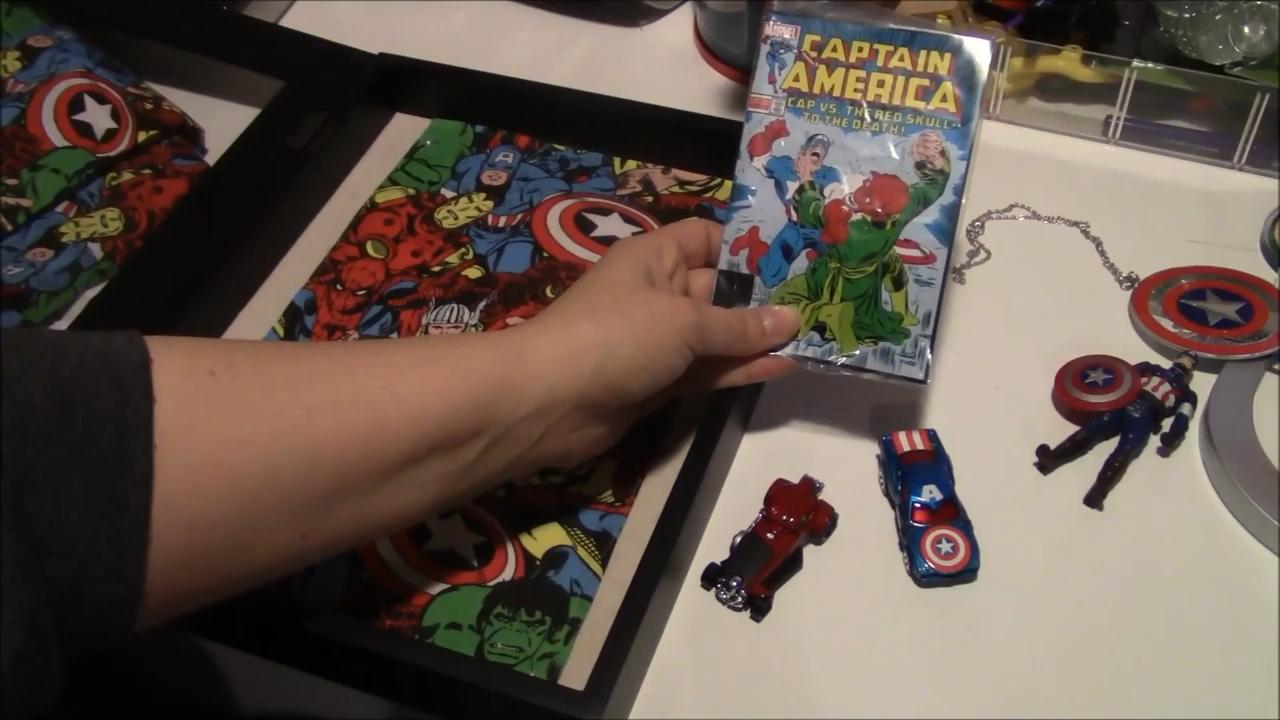 MARVEL
CAPTAIN
AMERICA
CAP VS. THE RED SKULL--
TO THE DEATH!
A
A
A